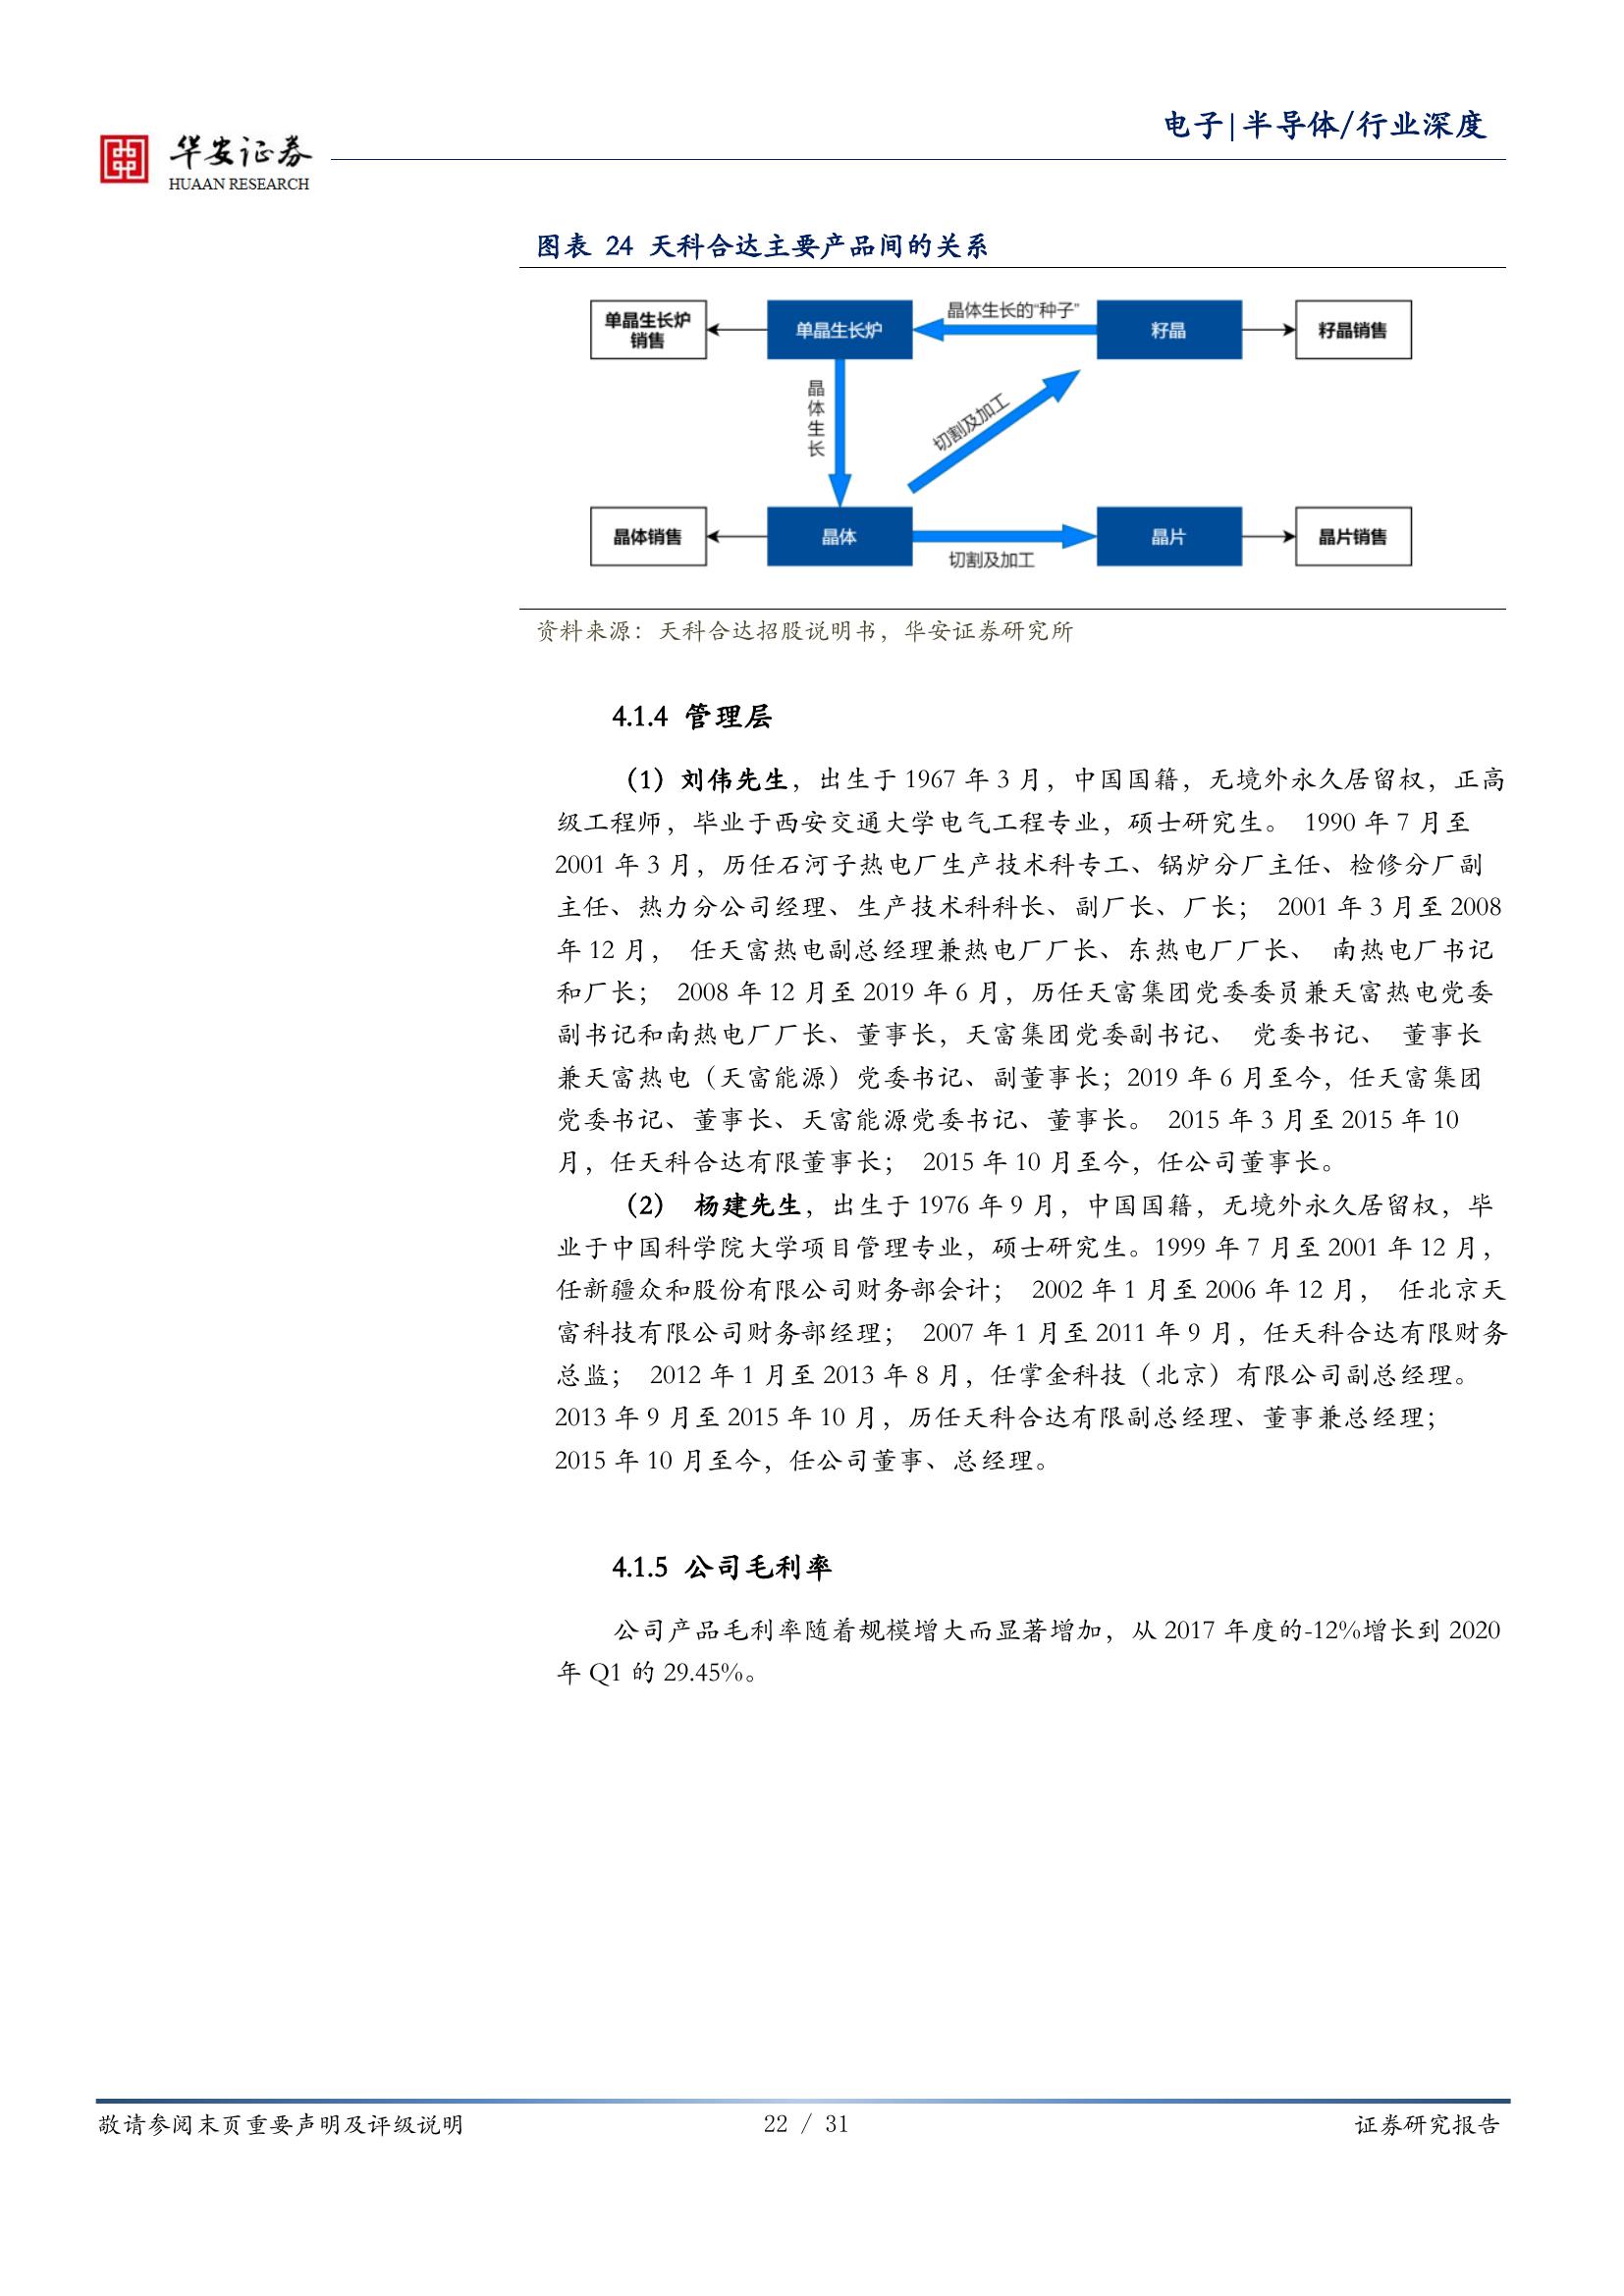 华安证券
HUAAN RESEARCH
电子|半导体/行业深度
图表 24 天科合达主要产品间的关系
单晶生长炉
销售
单晶生长炉
晶体生长的“种子”
籽晶
籽晶销售
晶体生长
切割及加工
晶体销售
晶体
切割及加工
晶片
晶片销售
资料来源：天科合达招股说明书，华安证券研究所
4.1.4 管理层
（1）刘伟先生，出生于 1967 年 3 月，中国国籍，无境外永久居留权，正高
级工程师，毕业于西安交通大学电气工程专业，硕士研究生。 1990 年 7 月至
2001 年 3 月，历任石河子热电厂生产技术科专工、锅炉分厂主任、检修分厂副
主任、热力分公司经理、生产技术科科长、副厂长、厂长； 2001 年 3 月至 2008
年 12 月， 任天富热电副总经理兼热电厂厂长、东热电厂厂长、 南热电厂书记
和厂长； 2008 年 12 月至 2019 年 6 月，历任天富集团党委委员兼天富热电党委
副书记和南热电厂厂长、董事长，天富集团党委副书记、 党委书记、 董事长
兼天富热电（天富能源）党委书记、副董事长；2019 年 6 月至今，任天富集团
党委书记、董事长、天富能源党委书记、董事长。 2015 年 3 月至 2015 年 10
月，任天科合达有限董事长； 2015 年 10 月至今，任公司董事长。
（2） 杨建先生，出生于 1976 年 9 月，中国国籍，无境外永久居留权，毕
业于中国科学院大学项目管理专业，硕士研究生。1999 年 7 月至 2001 年 12 月，
任新疆众和股份有限公司财务部会计； 2002 年 1 月至 2006 年 12 月， 任北京天
富科技有限公司财务部经理； 2007 年 1 月至 2011 年 9 月，任天科合达有限财务
总监； 2012 年 1 月至 2013 年 8 月，任掌金科技（北京）有限公司副总经理。
2013 年 9 月至 2015 年 10 月，历任天科合达有限副总经理、董事兼总经理；
2015 年 10 月至今，任公司董事、总经理。
4.1.5 公司毛利率
公司产品毛利率随着规模增大而显著增加，从 2017 年度的-12%增长到 2020
年 Q1 的 29.45%。
敬请参阅末页重要声明及评级说明
22 / 31
证券研究报告